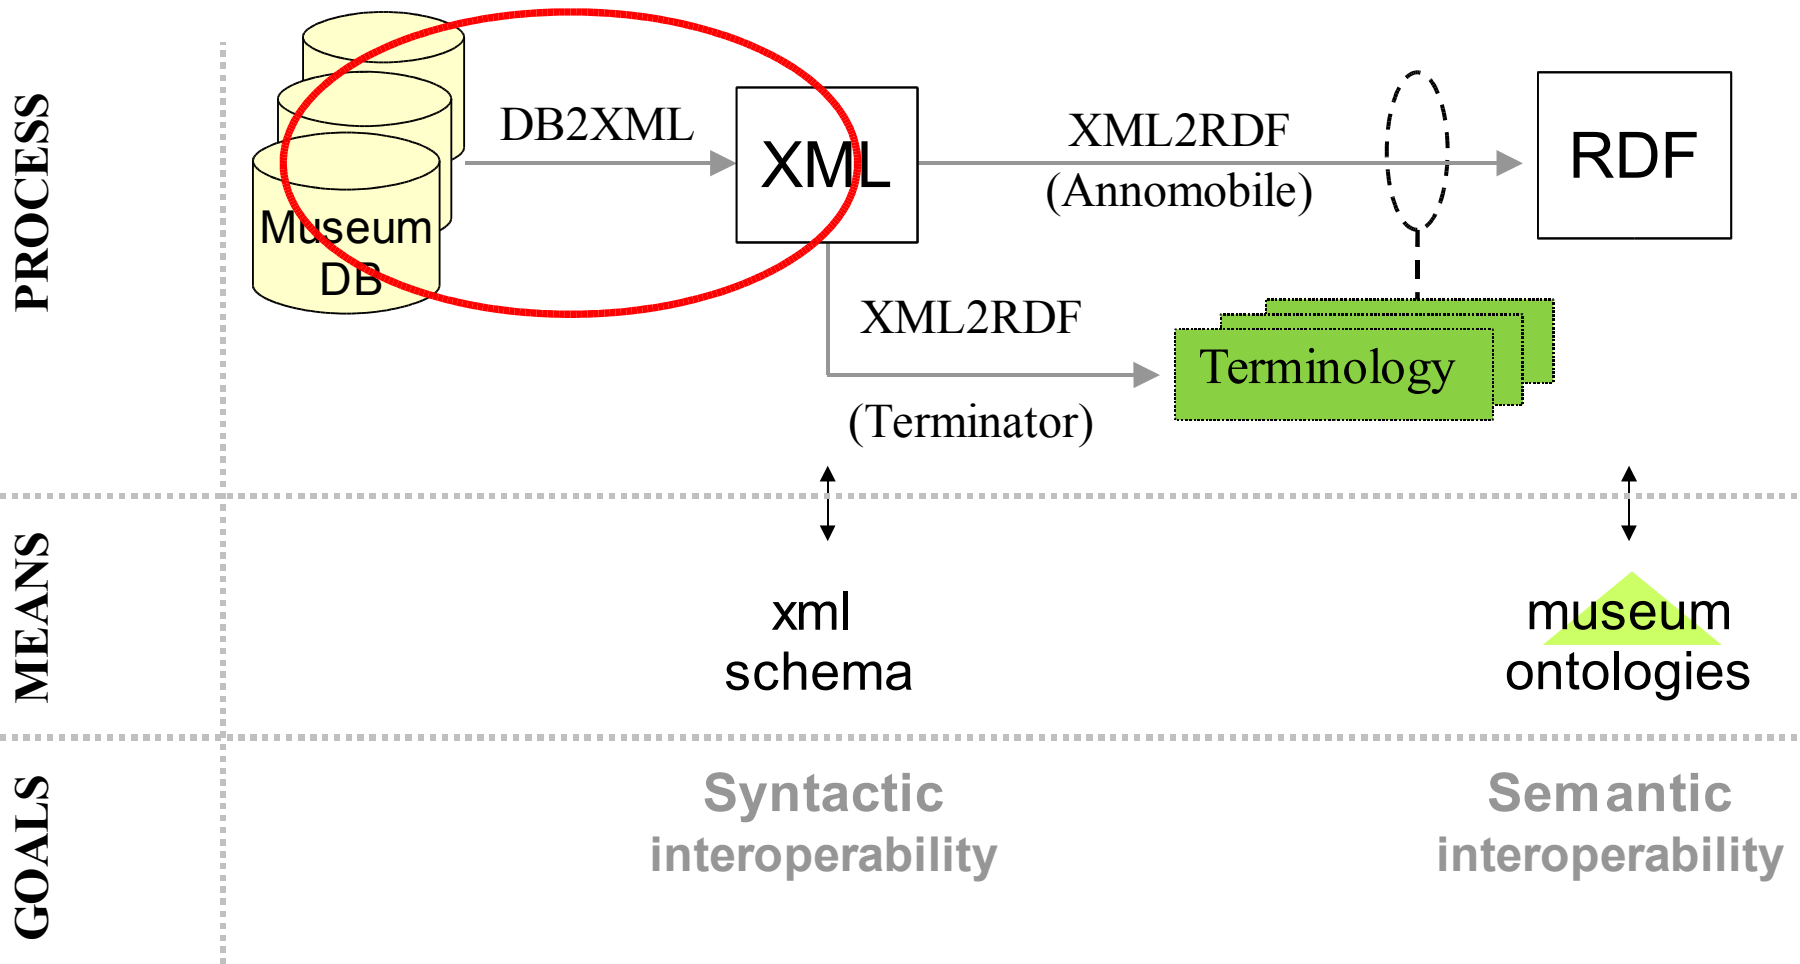 PROCESS
Museum
DB
DB2XML
XML
XML2RDF
(Annomobile)
RDF
XML2RDF
(Terminator)
Terminology
MEANS
xml
schema
museum
ontologies
GOALS
Syntactic
interoperability
Semantic
interoperability